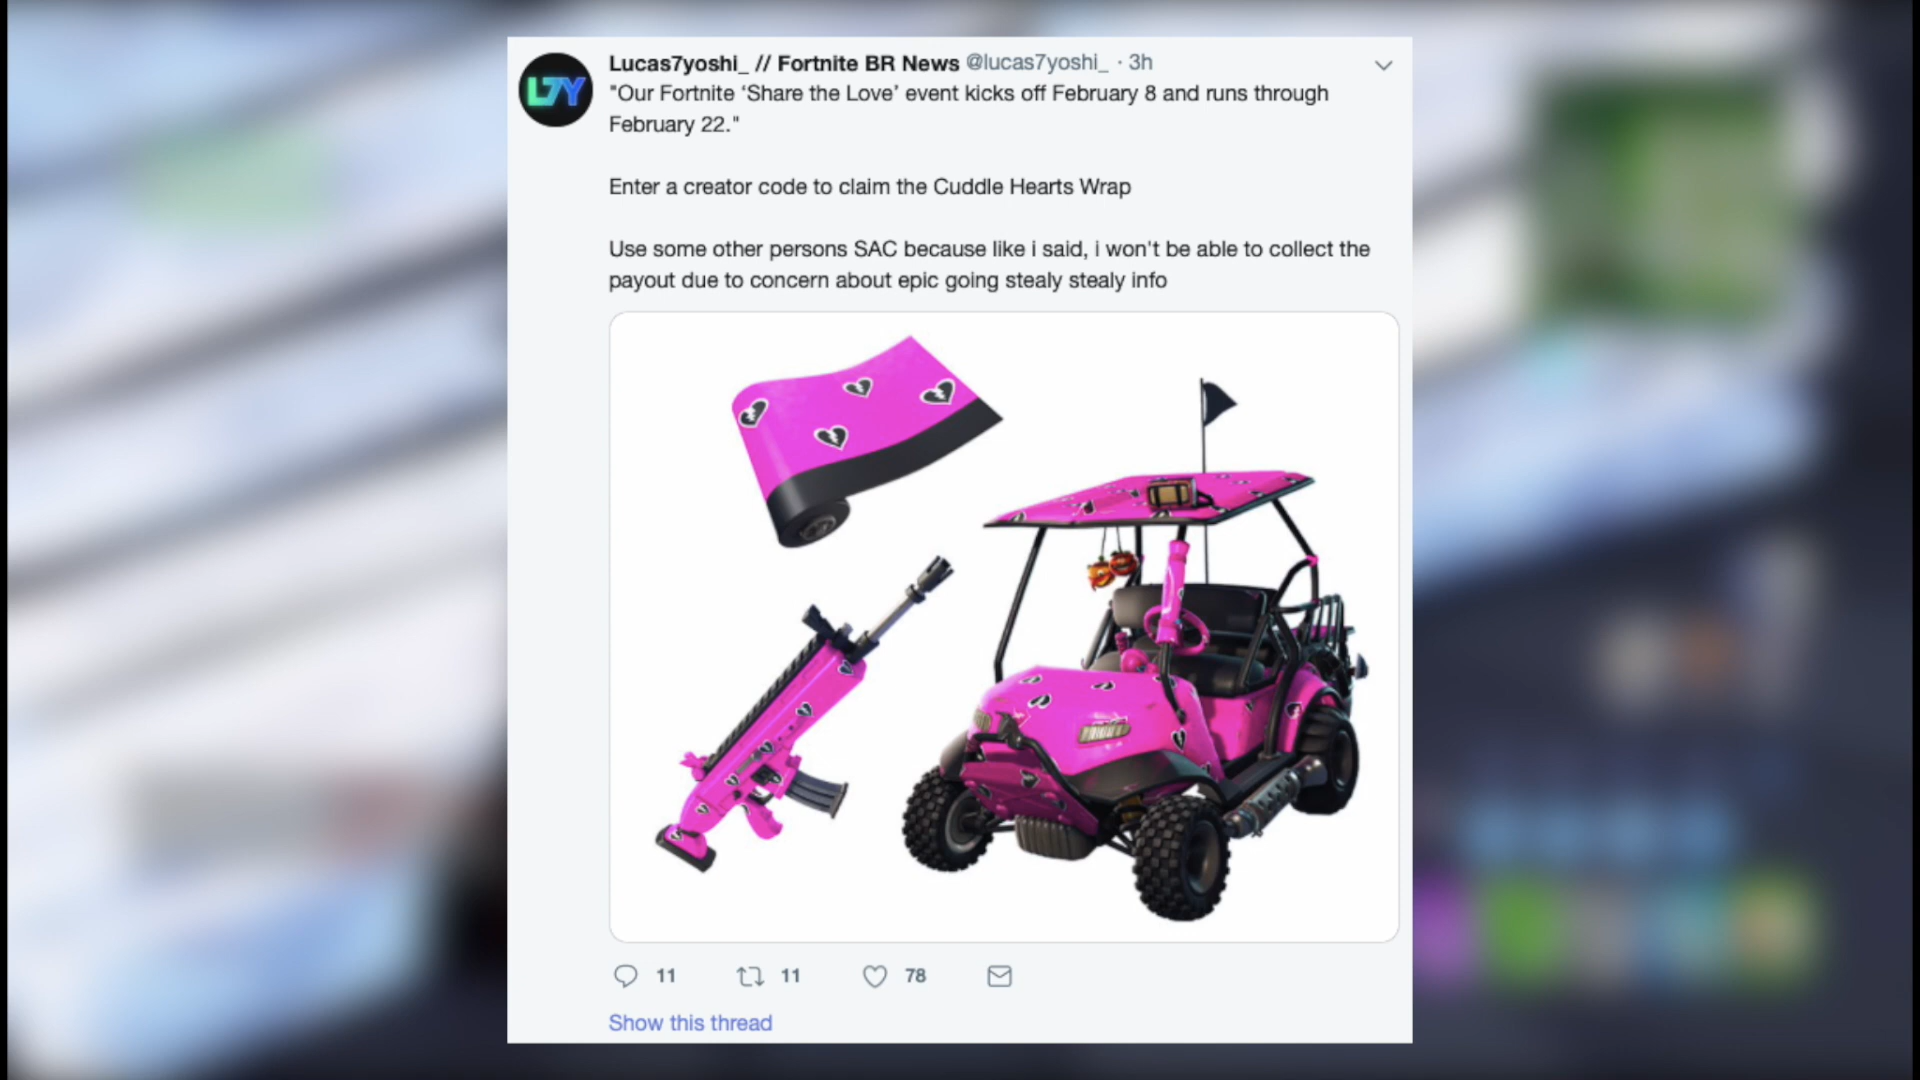 L7Y
Lucas7yoshi_ // Fortnite BR News @lucas7yoshi_ · 3h
"Our Fortnite ‘Share the Love’ event kicks off February 8 and runs through
February 22."
Enter a creator code to claim the Cuddle Hearts Wrap
Use some other persons SAC because like i said, i won't be able to collect the
payout due to concern about epic going stealy stealy info
11 11 78
Show this thread